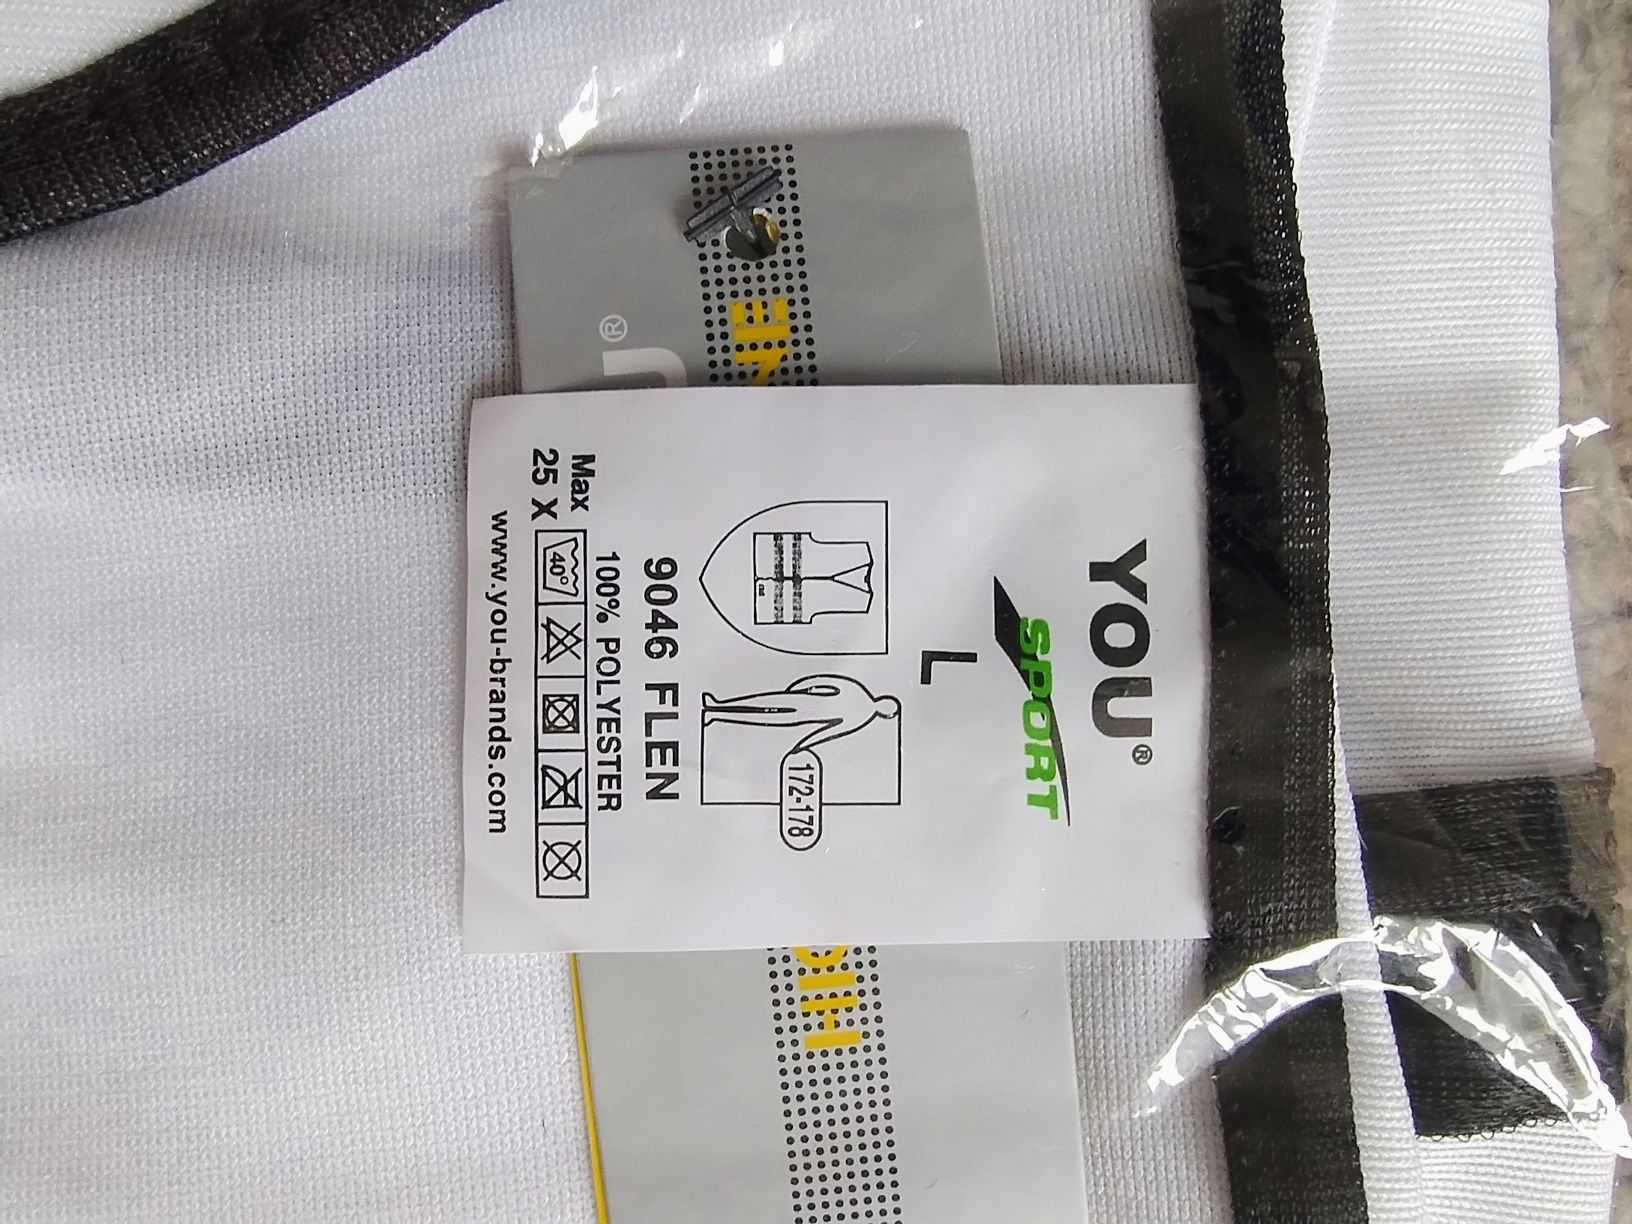 YOU®
SPORT
L
172-178
9046 FLEN
100% POLYESTER
Max
25 X
40°
www.you-brands.com
U®